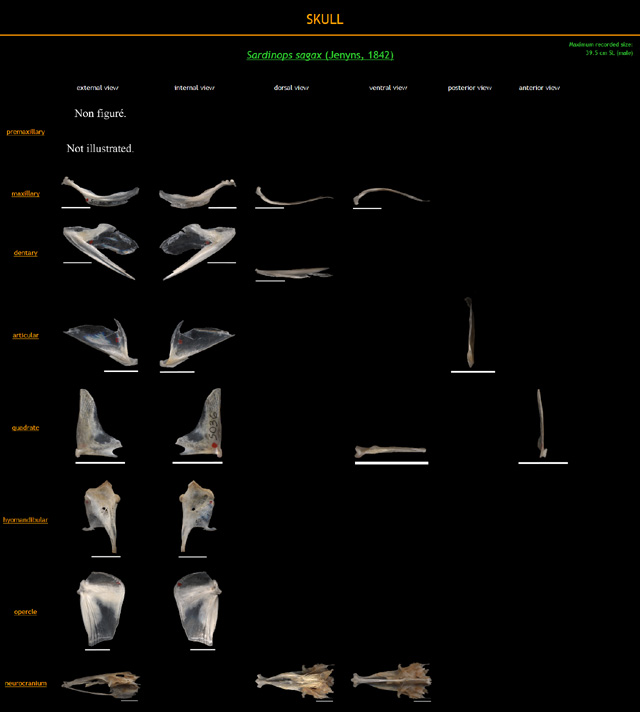 SKULL
Maximum recorded size:
39.5 cm SL (male)
Sardinops sagax (Jenyns, 1842)
external view internal view dorsal view ventral view posterior view anterior view
Non figuré.
premaxillary
Not illustrated.
maxillary
dentary
articular
quadrate
3036
hyomandibular
opercle
neurocranium